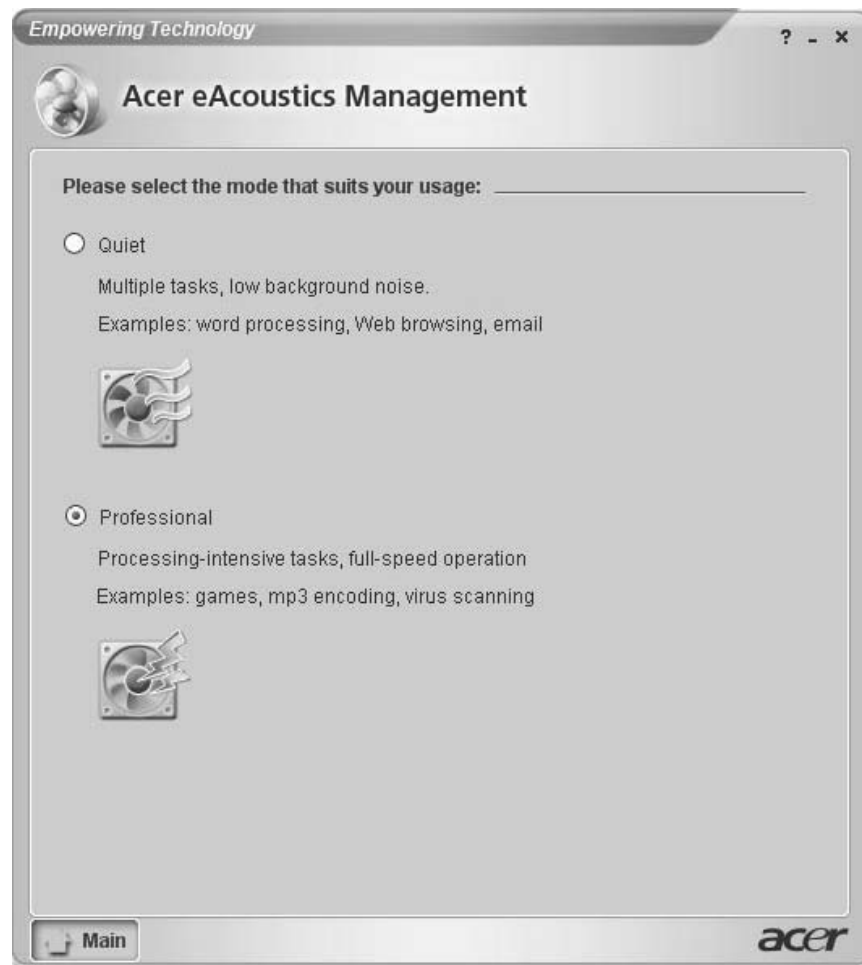 Empowering Technology
? - ×
Acer eAcoustics Management
Please select the mode that suits your usage:
Quiet
Multiple tasks, low background noise.
Examples: word processing, Web browsing, email
Professional
Processing-intensive tasks, full-speed operation
Examples: games, mp3 encoding, virus scanning
Main
acer